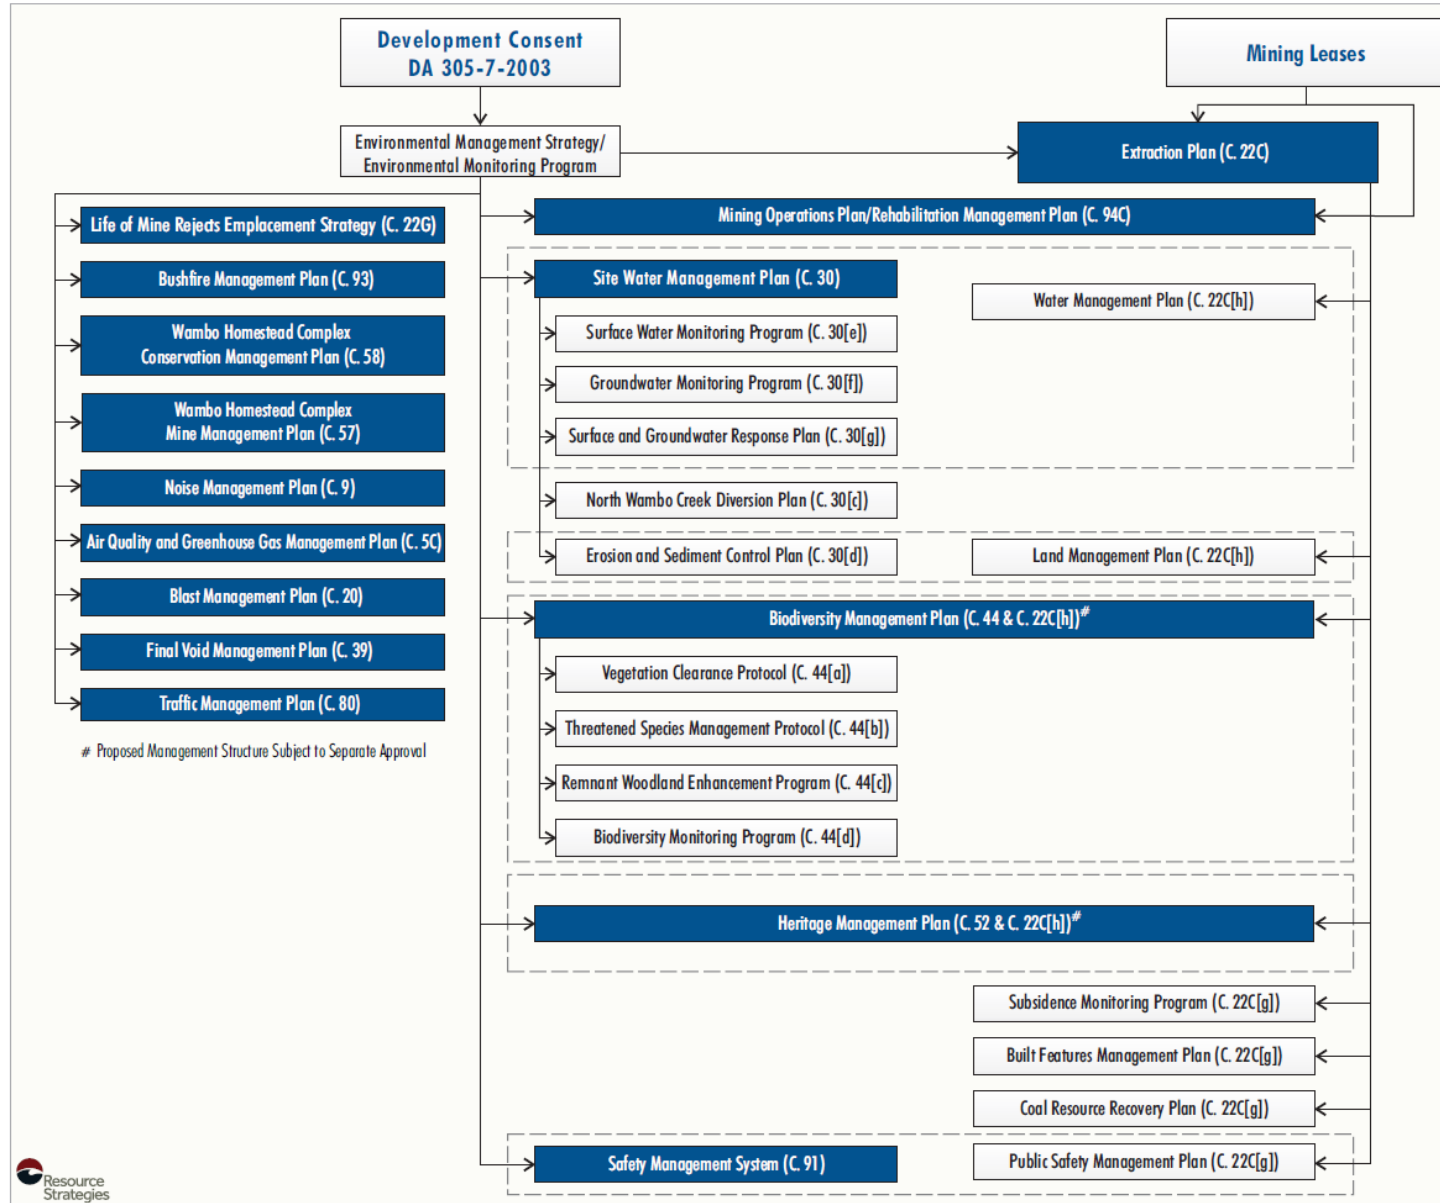 Development Consent
DA 305-7-2003
Mining Leases
Environmental Management Strategy/
Environmental Monitoring Program
Extraction Plan (C. 22C)
Life of Mine Rejects Emplacement Strategy (C. 22G)
Bushfire Management Plan (C. 93)
Wambo Homestead Complex
Conservation Management Plan (C. 58)
Wambo Homestead Complex
Mine Management Plan (C. 57)
Noise Management Plan (C. 9)
Air Quality and Greenhouse Gas Management Plan (C. 5C)
Blast Management Plan (C. 20)
Final Void Management Plan (C. 39)
Traffic Management Plan (C. 80)
# Proposed Management Structure Subject to Separate Approval
Mining Operations Plan/Rehabilitation Management Plan (C. 94C)
Site Water Management Plan (C. 30)
Water Management Plan (C. 22C[h])
Surface Water Monitoring Program (C. 30[e])
Groundwater Monitoring Program (C. 30[f])
Surface and Groundwater Response Plan (C. 30[g])
North Wambo Creek Diversion Plan (C. 30[c])
Erosion and Sediment Control Plan (C. 30[d])
Land Management Plan (C. 22C[h])
Biodiversity Management Plan (C. 44 & C. 22C[h])#
Vegetation Clearance Protocol (C. 44[a])
Threatened Species Management Protocol (C. 44[b])
Remnant Woodland Enhancement Program (C. 44[c])
Biodiversity Monitoring Program (C. 44[d])
Heritage Management Plan (C. 52 & C. 22C[h])#
Subsidence Monitoring Program (C. 22C[g])
Built Features Management Plan (C. 22C[g])
Coal Resource Recovery Plan (C. 22C[g])
Safety Management System (C. 91)
Public Safety Management Plan (C. 22C[g])
Resource
Strategies